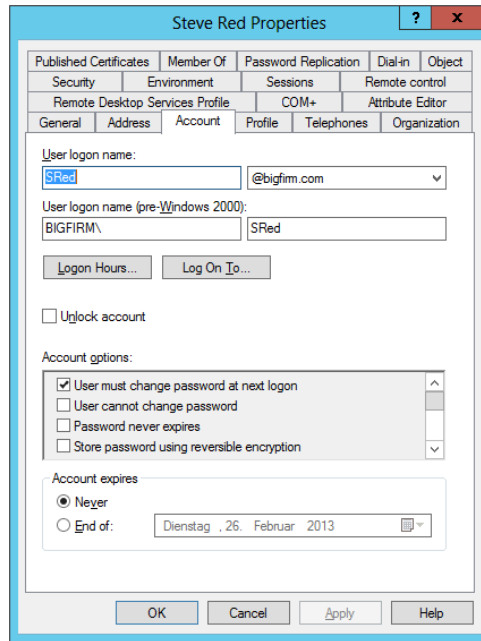 Steve Red Properties
? x
Published Certificates Member Of Password Replication Dial-in Object
Security Environment Sessions Remote control
Remote Desktop Services Profile COM+ Attribute Editor
General Address Account Profile Telephones Organization
User logon name:
SRed @bigfirm.com
User logon name (pre-Windows 2000):
BIGFIRM\ SRed
Logon Hours... Log On To...
Unlock account
Account options:
User must change password at next logon
User cannot change password
Password never expires
Store password using reversible encryption
Account expires
Never
End of: Dienstag , 26. Februar 2013
OK Cancel Apply Help